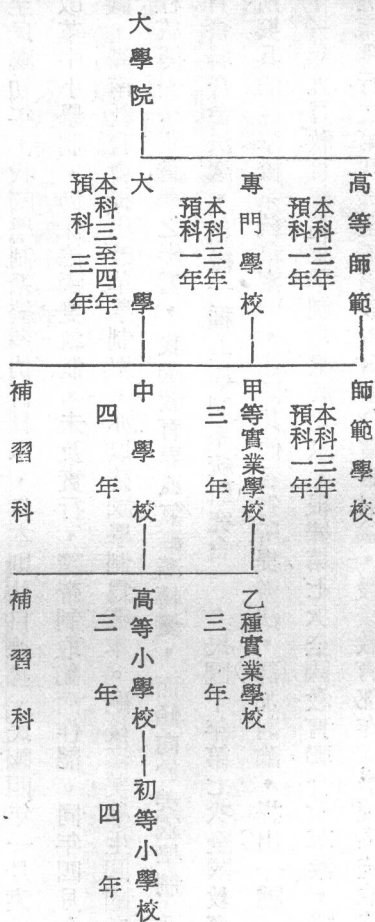 高等師範
本科三年
預科一年
師範學校
本科三年
預科一年
專門學校
本科三年
預科一年
甲等實業學校
三年
乙種實業學校
三年
大學院
大學
本科三至四年
預科三年
中學校
四年
高等小學校
三年
初等小學校
四年
補習科
補習科